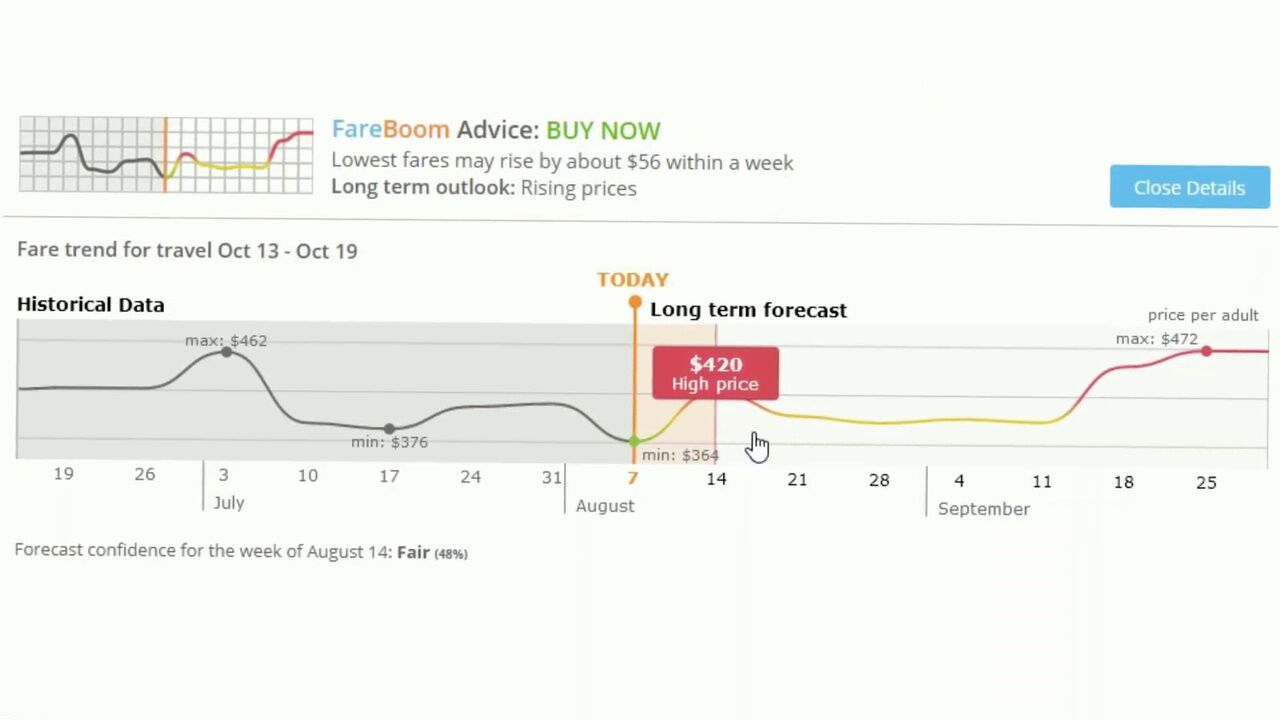 FareBoom Advice: BUY NOW
Lowest fares may rise by about $56 within a week
Long term outlook: Rising prices
Close Details
Fare trend for travel Oct 13 - Oct 19
TODAY
Historical Data
Long term forecast
price per adult
max: $462
max: $472
$420
High price
min: $376
min: $364
19 26 3 10 17 24 31 7 14 21 28 4 11 18 25
July August September
Forecast confidence for the week of August 14: Fair (48%)